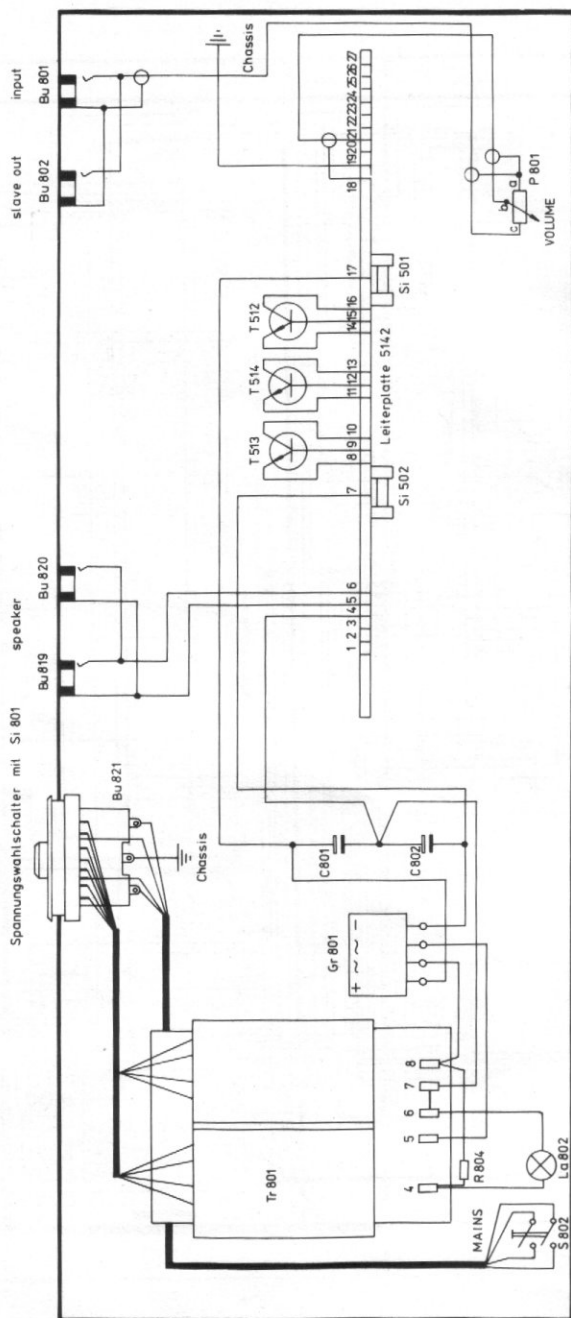 Spannungswahlschalter mit Si 801
speaker
slave out
input
Bu 821
Bu 819
Bu 820
Bu 802
Bu 801
Chassis
Chassis
Tr 801
Gr 801
+ ~ ~ −
C 801
C 802
4 5 6 7 8
R 804
La 802
MAINS
S 802
T 513
T 514
T 512
1 2 3 4 5 6
7
8 9 10
11 12 13
14 15 16
17
18
19 20 21 22 23 24 25 26 27
Si 502
Leiterplatte 5142
Si 501
c b a
P 801
VOLUME